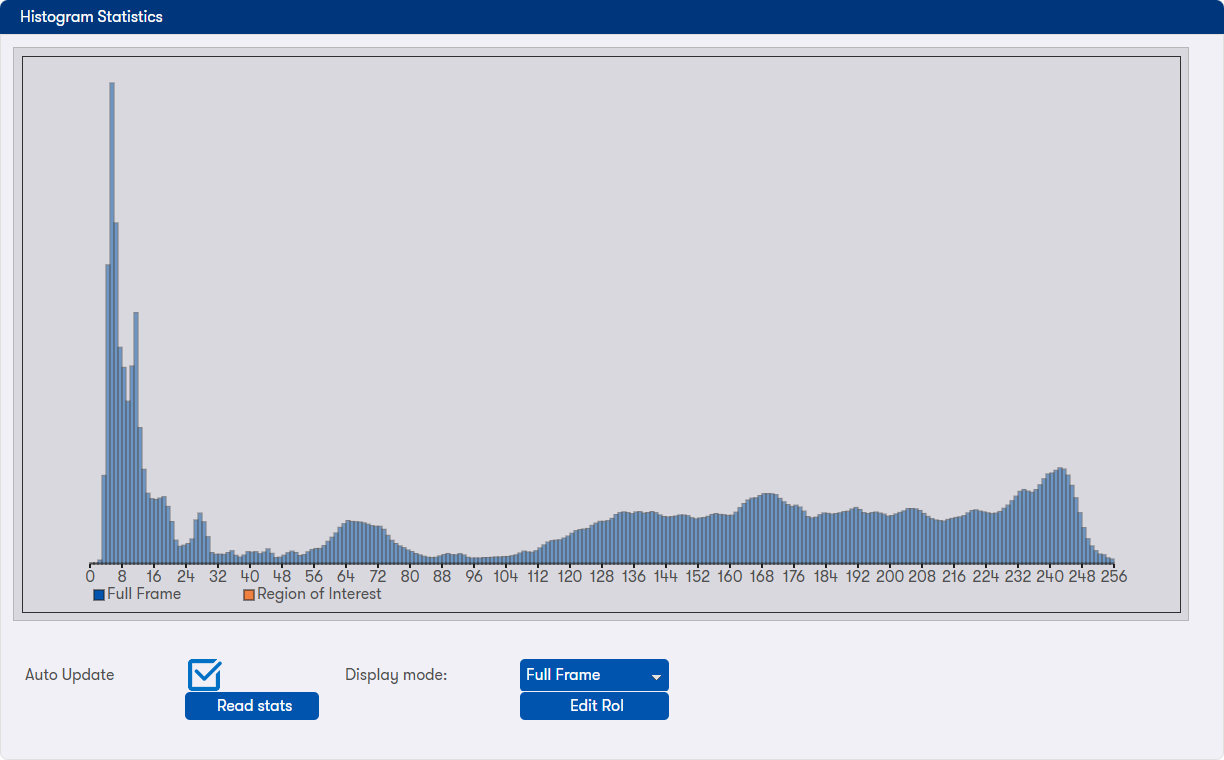 Histogram Statistics
0 8 16 24 32 40 48 56 64 72 80 88 96 104 112 120 128 136 144 152 160 168 176 184 192 200 208 216 224 232 240 248 256
Full Frame Region of Interest
Auto Update Display mode: Full Frame
Read stats Edit RoI